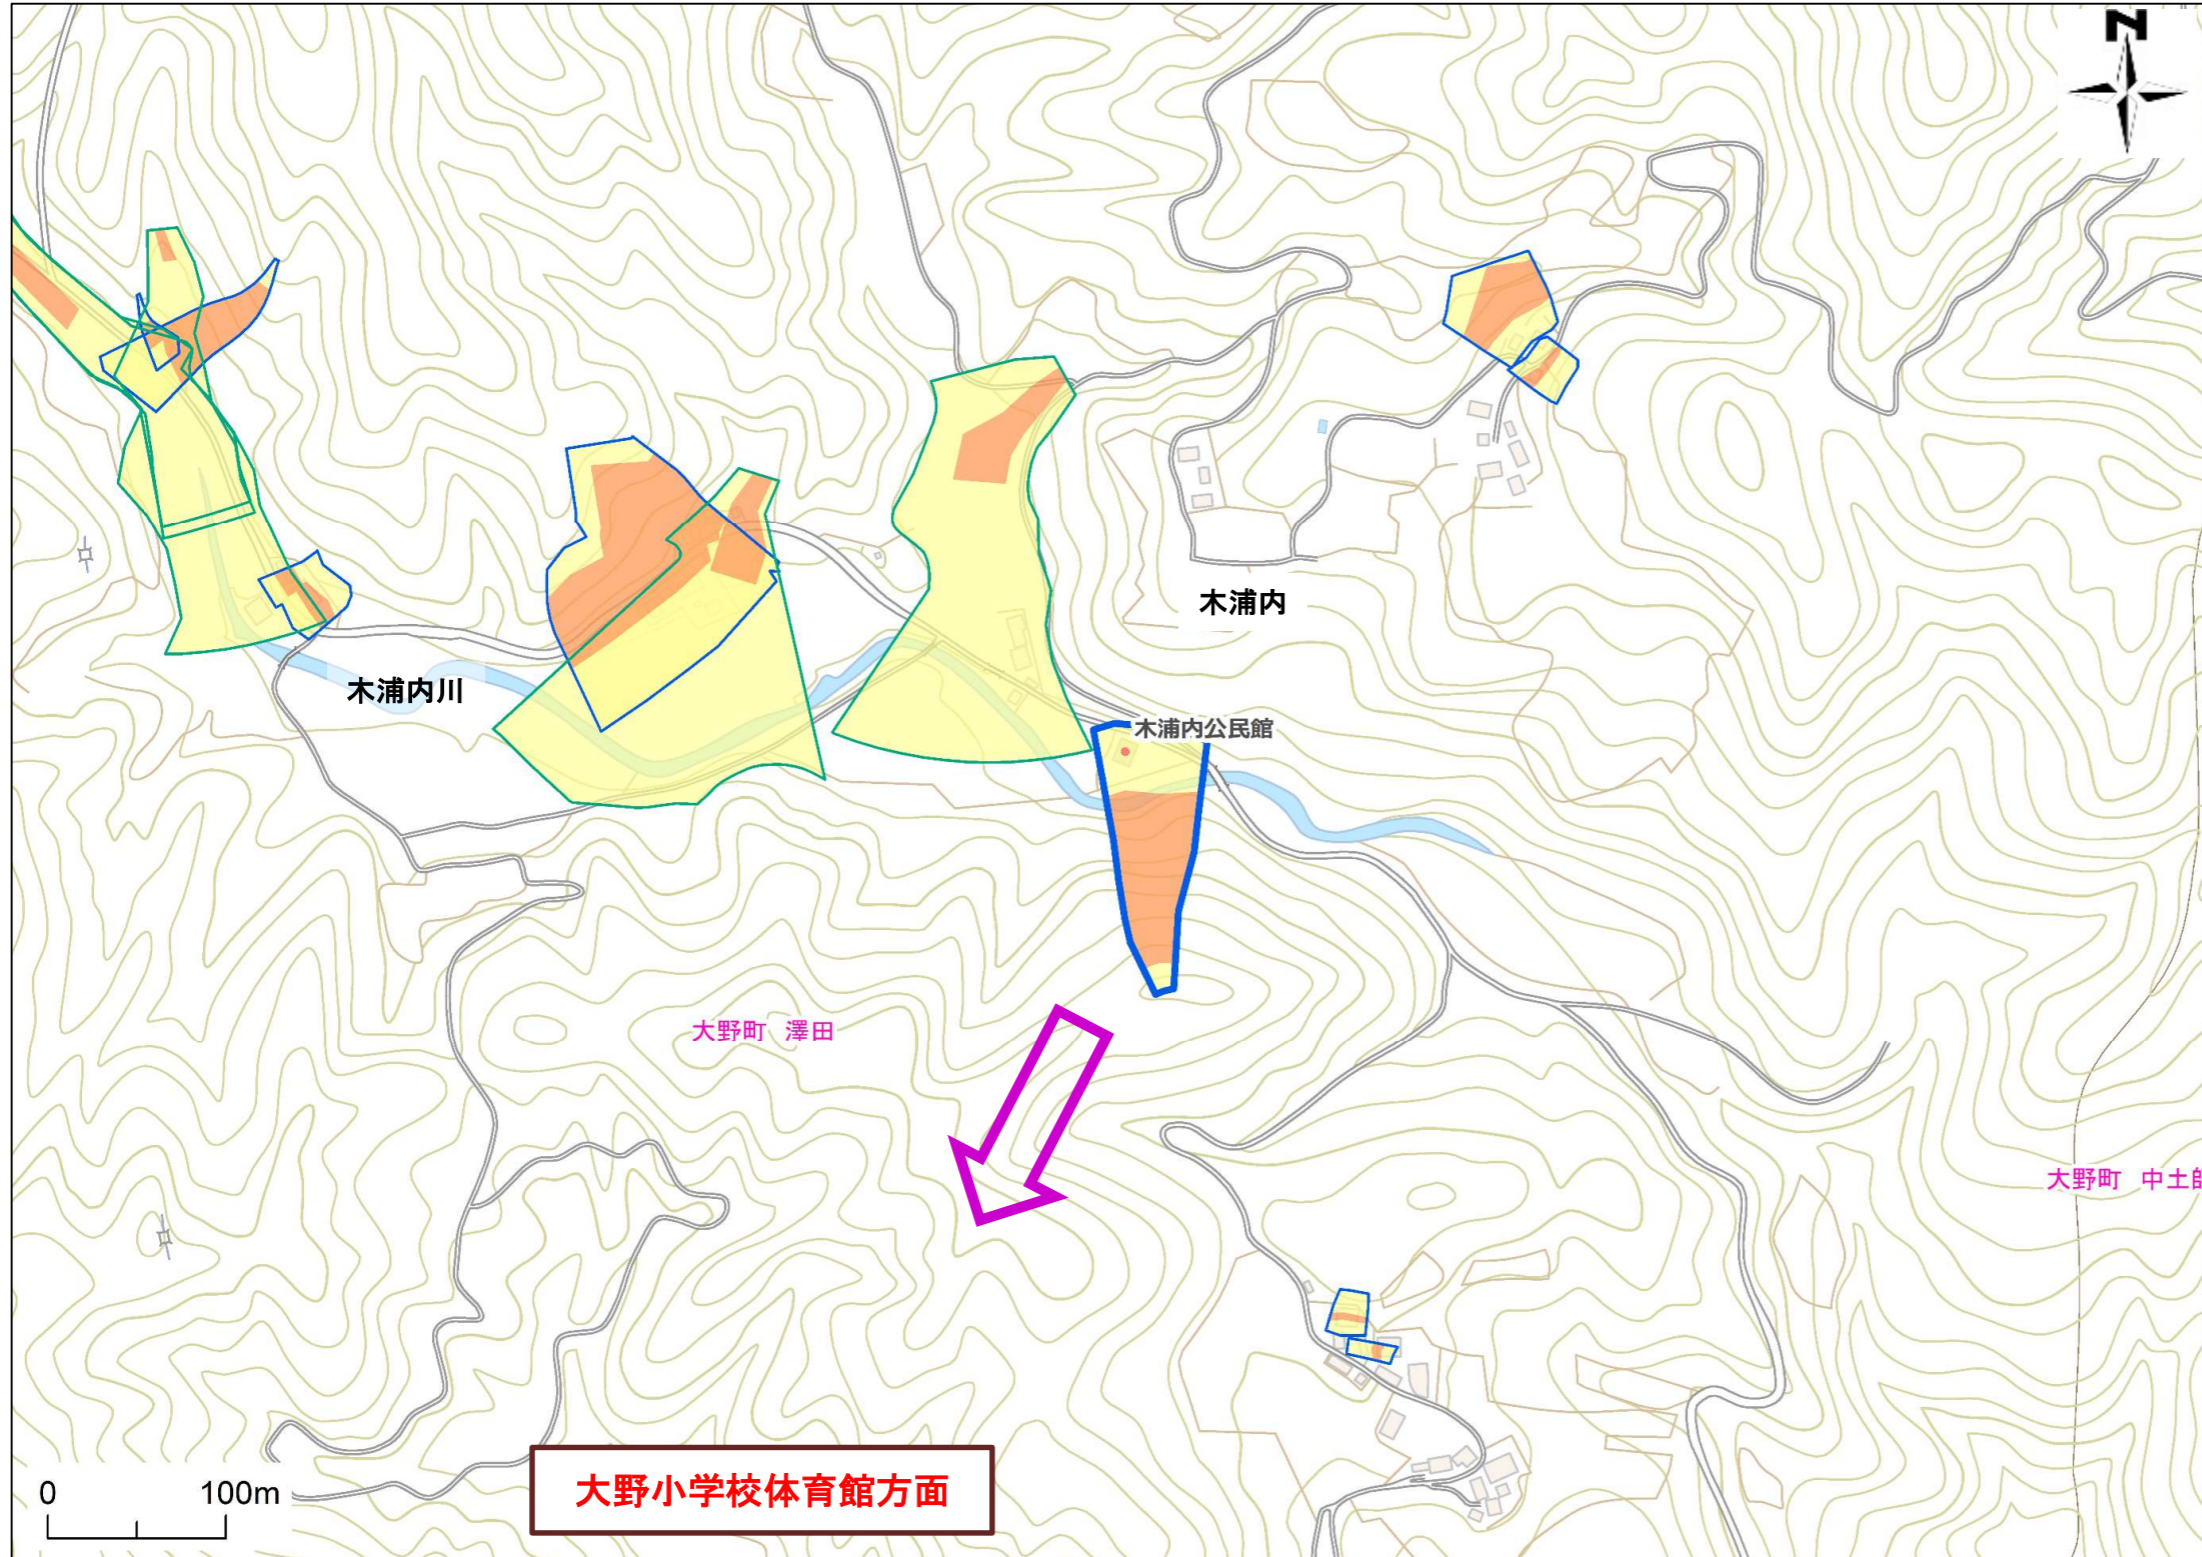 N
木浦内
木浦内川
木浦内公民館
大野町 澤田
大野町 中土師
大野小学校体育館方面
0 100m